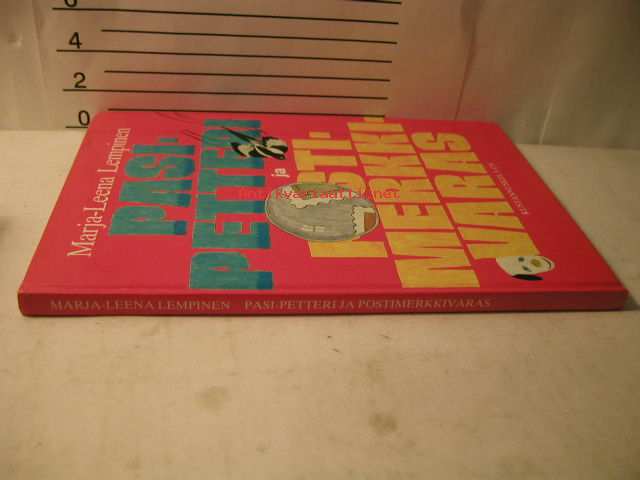 6
4
2
0
Marja-Leena Lempinen
PASI-
PETTERI
ja
POSTI-
MERKKI-
VARAS
MARJA-LEENA LEMPINEN PASI-PETTERI JA POSTIMERKKIVARAS